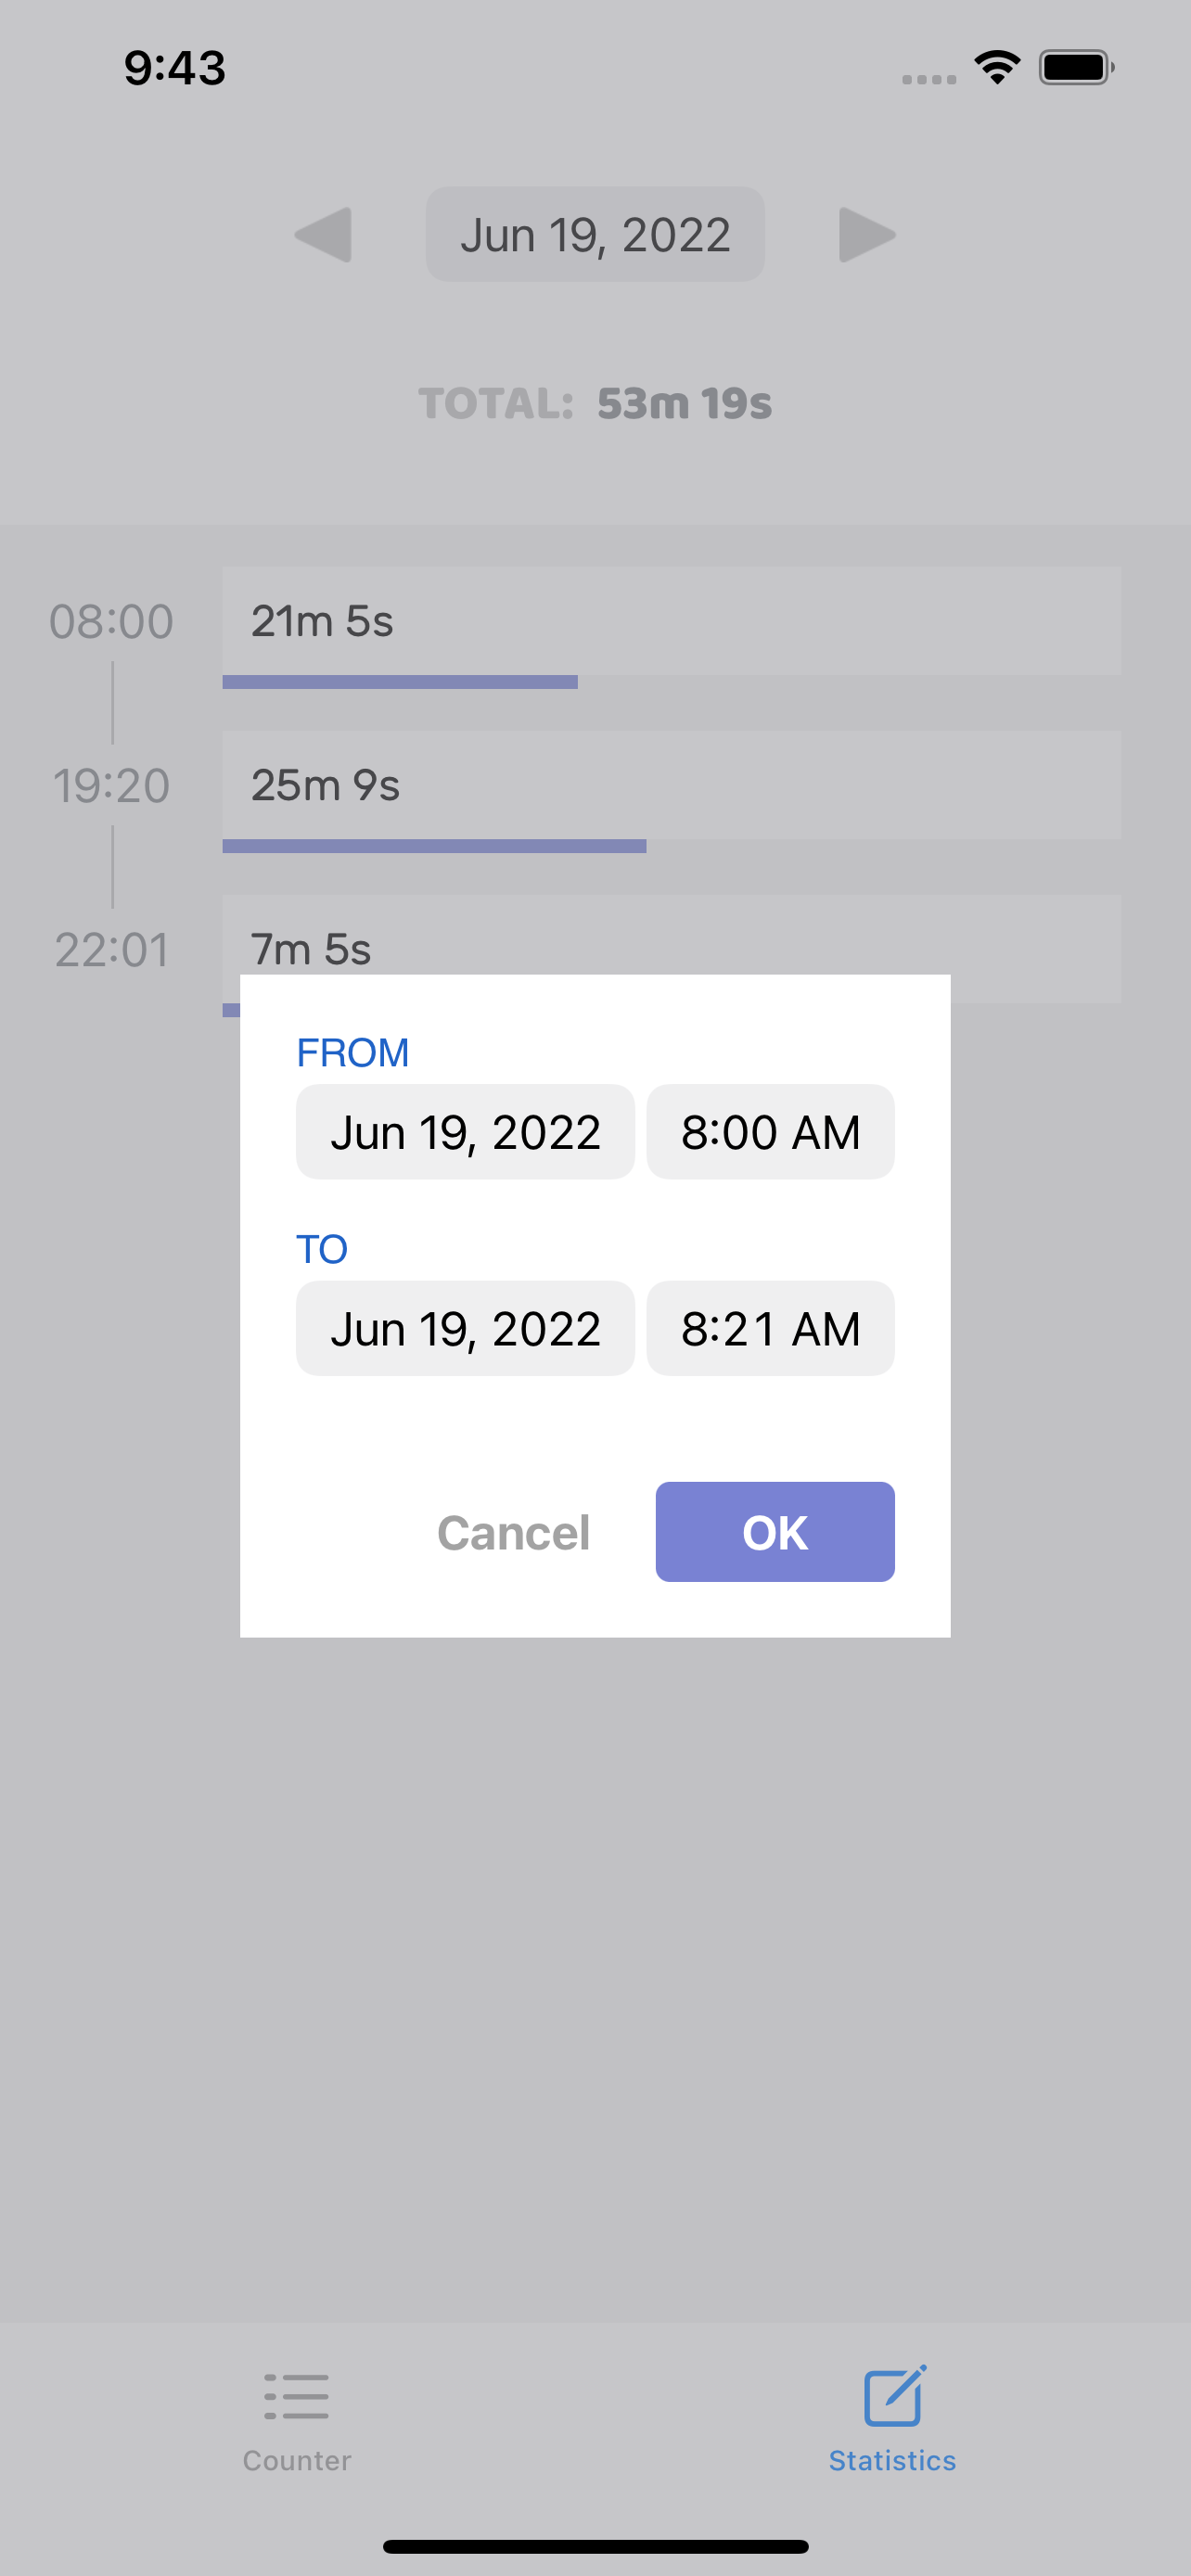 9:43
Jun 19, 2022
TOTAL: 53m 19s
08:00 21m 5s
19:20 25m 9s
22:01 7m 5s
FROM
Jun 19, 2022 8:00 AM
TO
Jun 19, 2022 8:21 AM
Cancel OK
Counter Statistics